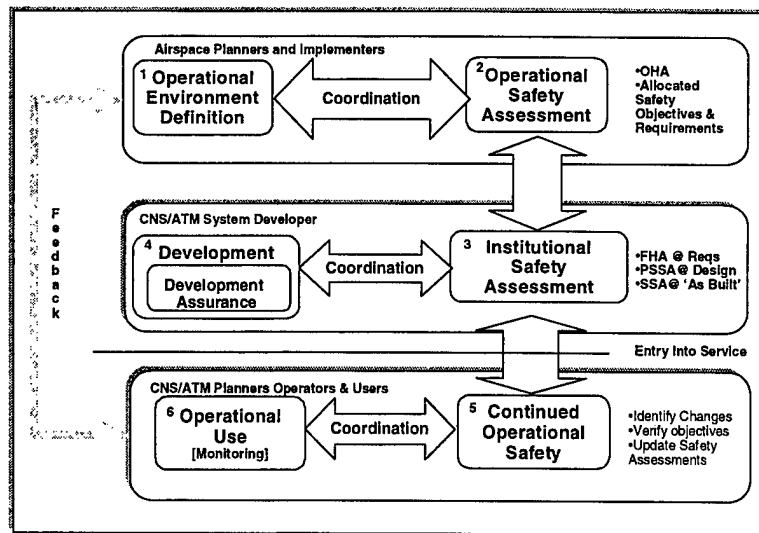 Airspace Planners and Implementers
1 Operational
Environment
Definition
Coordination
2 Operational
Safety
Assessment
•OHA
•Allocated
Safety
Objectives &
Requirements
Feedback
CNS/ATM System Developer
4 Development
Development
Assurance
Coordination
3 Institutional
Safety
Assessment
•FHA @ Reqs
•PSSA@ Design
•SSA@ 'As Built'
Entry Into Service
CNS/ATM Planners Operators & Users
6 Operational
Use
[Monitoring]
Coordination
5 Continued
Operational
Safety
•Identify Changes
•Verify objectives
•Update Safety
Assessments